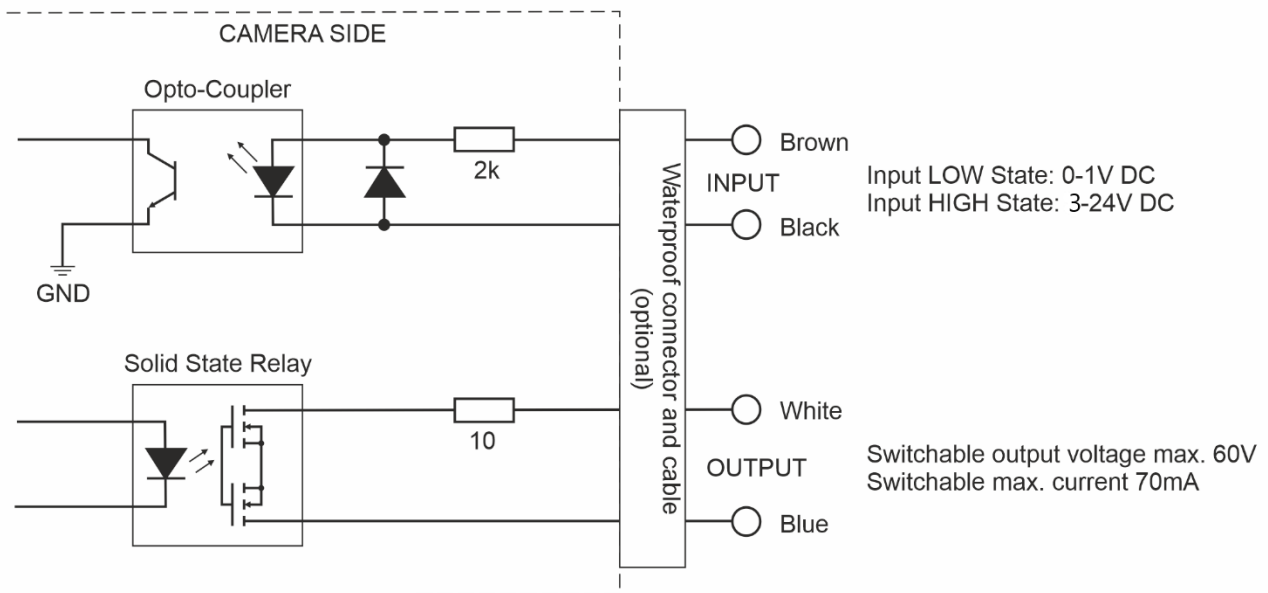 CAMERA SIDE
Opto-Coupler
2k
Brown
INPUT
Black
Input LOW State: 0-1V DC
Input HIGH State: 3-24V DC
GND
Waterproof connector and cable
(optional)
Solid State Relay
10
White
OUTPUT
Blue
Switchable output voltage max. 60V
Switchable max. current 70mA